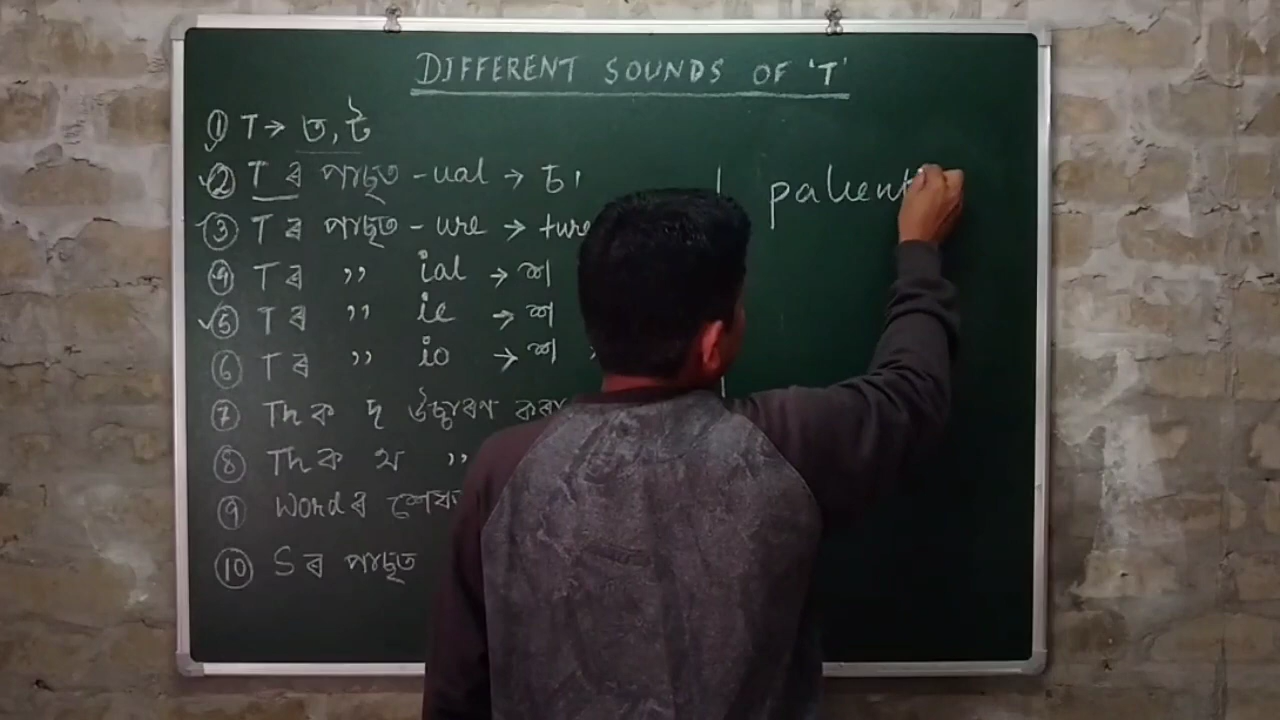 DIFFERENT SOUNDS OF 'T'
① T → ত, ট
② T ৰ পাছত - ual → চ'
③ T ৰ পাছত - ure → ture
④ T ৰ ,, ial → শ
⑤ T ৰ ,, ie → শ
⑥ T ৰ ,, io → শ
⑦ Th ক দ উচ্চাৰণ
⑧ Th ক থ ,,
⑨ Word ৰ
⑩ S ৰ পাছত
patient